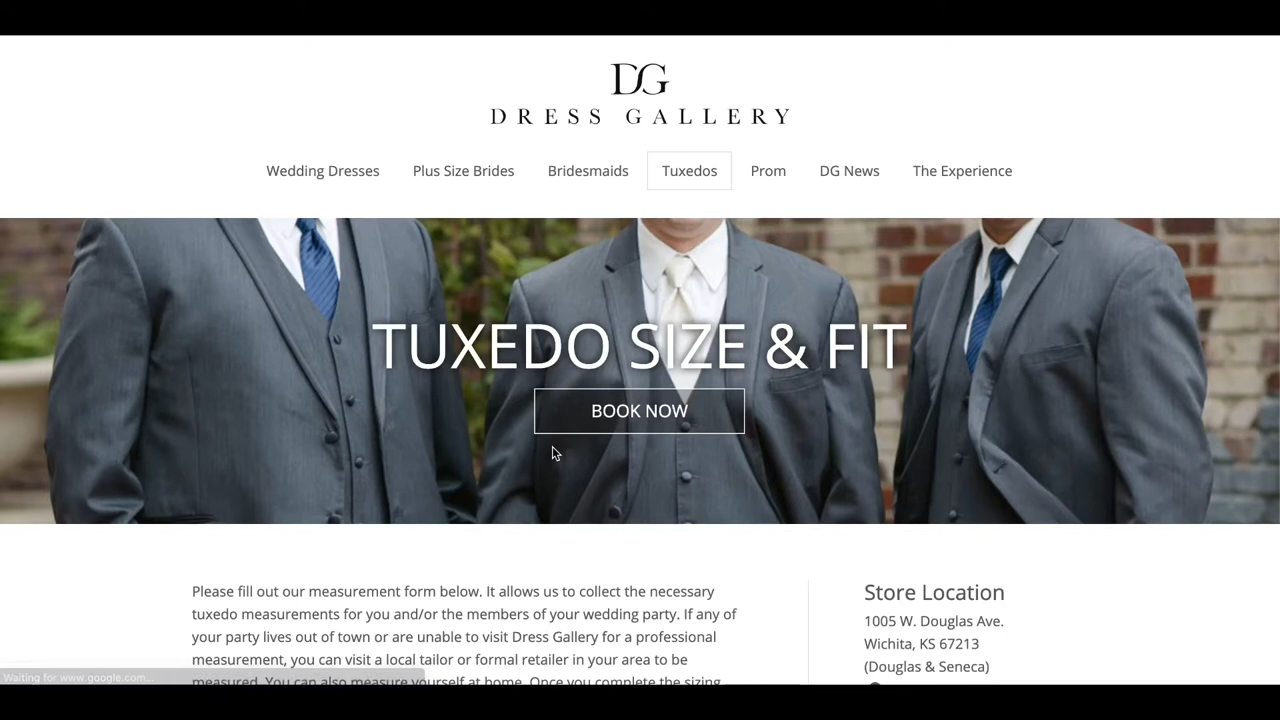 DG
DRESS GALLERY
Wedding Dresses Plus Size Brides Bridesmaids Tuxedos Prom DG News The Experience
TUXEDO SIZE & FIT
BOOK NOW
Please fill out our measurement form below. It allows us to collect the necessary
tuxedo measurements for you and/or the members of your wedding party. If any of
your party lives out of town or are unable to visit Dress Gallery for a professional
measurement, you can visit a local tailor or formal retailer in your area to be
measured. You can also measure yourself at home. Once you complete the sizing
Store Location
1005 W. Douglas Ave.
Wichita, KS 67213
(Douglas & Seneca)
Waiting for www.google.com...